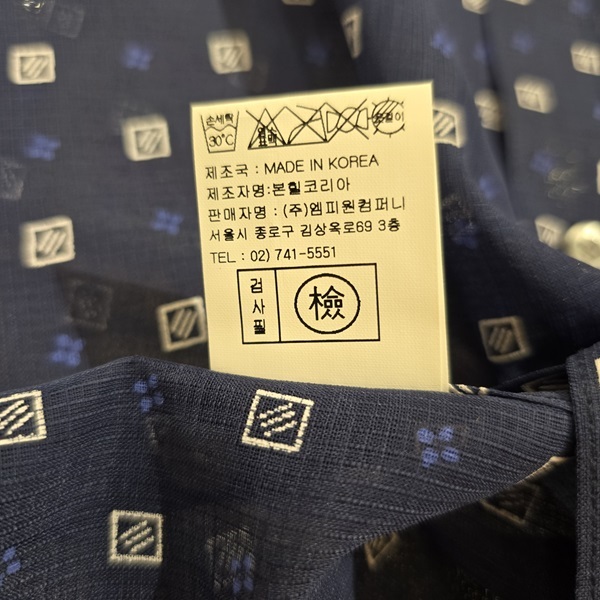 손세탁
30°C
제조국 : MADE IN KOREA
제조자명:본힐코리아
판매자명 : (주)엠피원컴퍼니
서울시 종로구 김상옥로69 3층
TEL : 02) 741-5551
검사필
檢